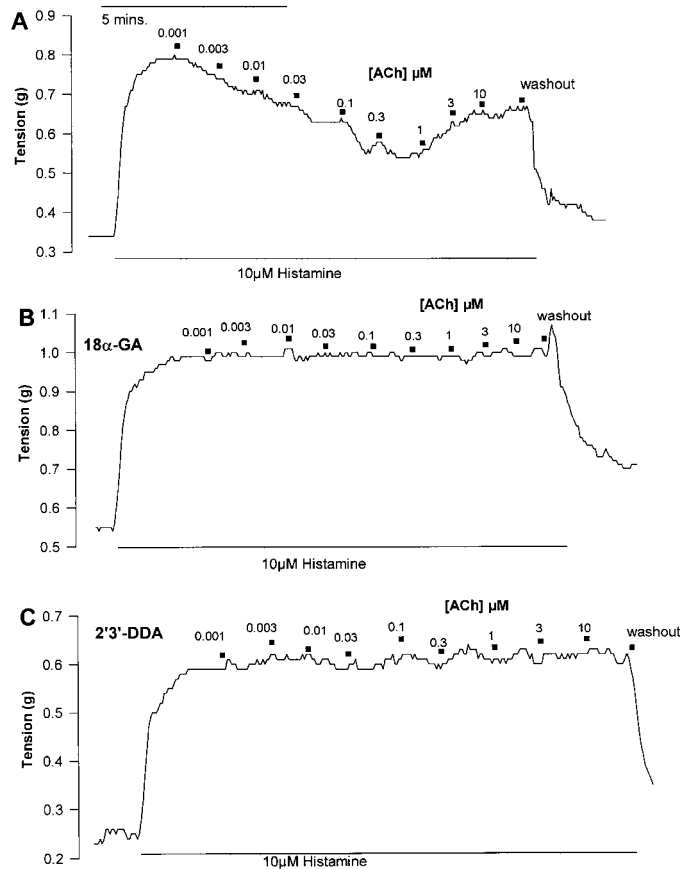 A
5 mins.
0.9
0.8
0.7
0.6
0.5
0.4
0.3
Tension (g)
0.001
0.003
0.01
0.03
0.1
0.3
1
3
10
[ACh] µM
washout
10µM Histamine
B
18α-GA
1.1
1.0
0.9
0.8
0.7
0.6
0.5
Tension (g)
[ACh] µM
0.001
0.003
0.01
0.03
0.1
0.3
1
3
10
washout
10µM Histamine
C
2'3'-DDA
0.7
0.6
0.5
0.4
0.3
0.2
Tension (g)
[ACh] µM
0.001
0.003
0.01
0.03
0.1
0.3
1
3
10
washout
10µM Histamine